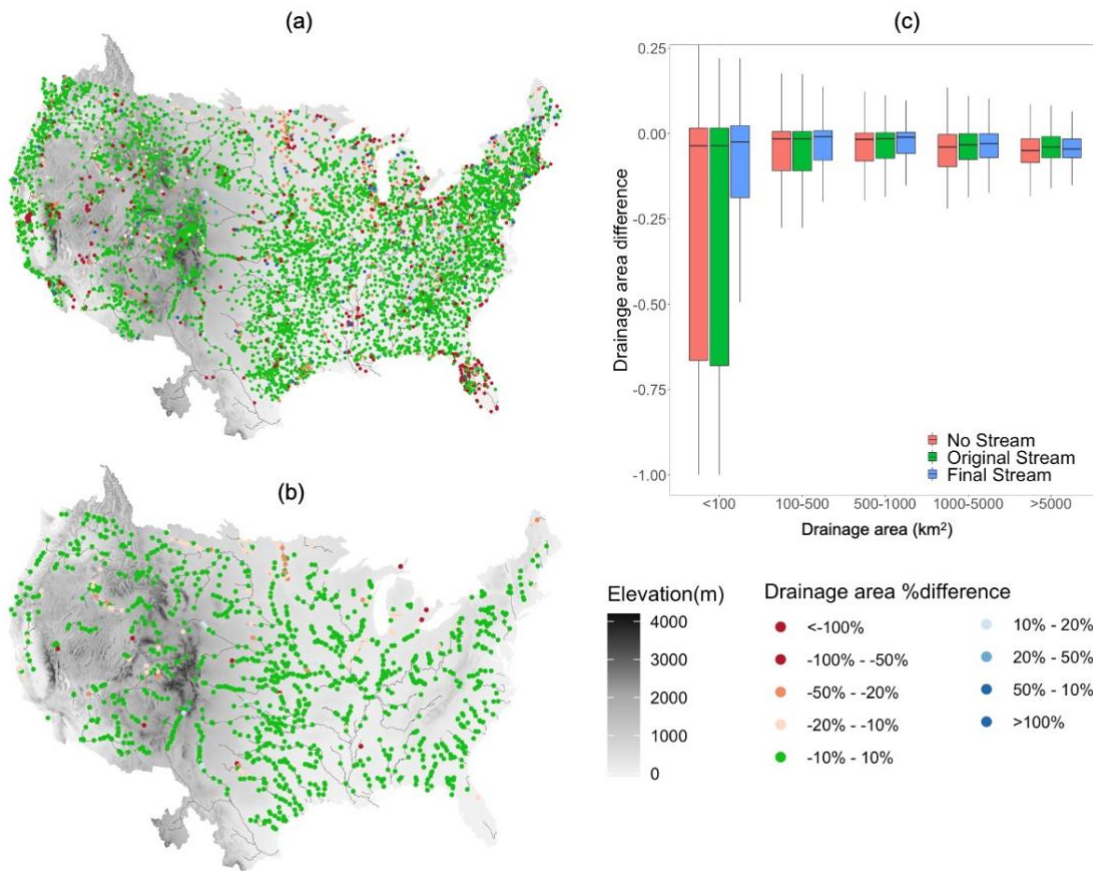 (a)
(c)
0.25
0.00
-0.25
-0.50
-0.75
-1.00
Drainage area difference
No Stream
Original Stream
Final Stream
<100
100-500
500-1000
1000-5000
>5000
Drainage area (km²)
(b)
Elevation(m)
4000
3000
2000
1000
0
Drainage area %difference
<-100%
-100% - -50%
-50% - -20%
-20% - -10%
-10% - 10%
10% - 20%
20% - 50%
50% - 10%
>100%